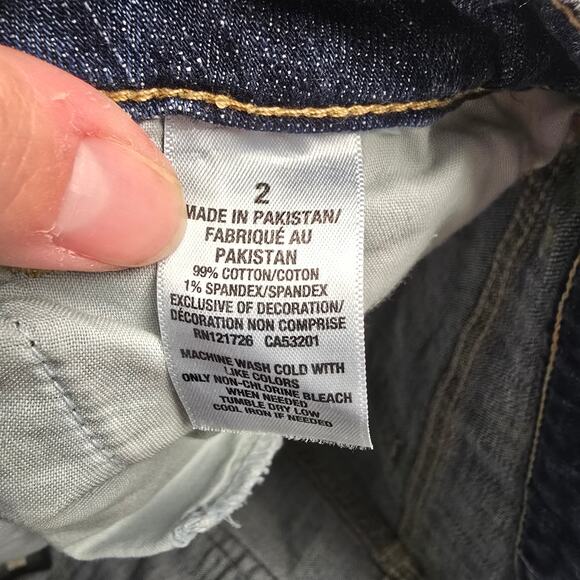 2
MADE IN PAKISTAN/
FABRIQUÉ AU
PAKISTAN
99% COTTON/COTON
1% SPANDEX/SPANDEX
EXCLUSIVE OF DECORATION/
DÉCORATION NON COMPRISE
RN121726 CA53201
MACHINE WASH COLD WITH
LIKE COLORS
ONLY NON-CHLORINE BLEACH
WHEN NEEDED
TUMBLE DRY LOW
COOL IRON IF NEEDED